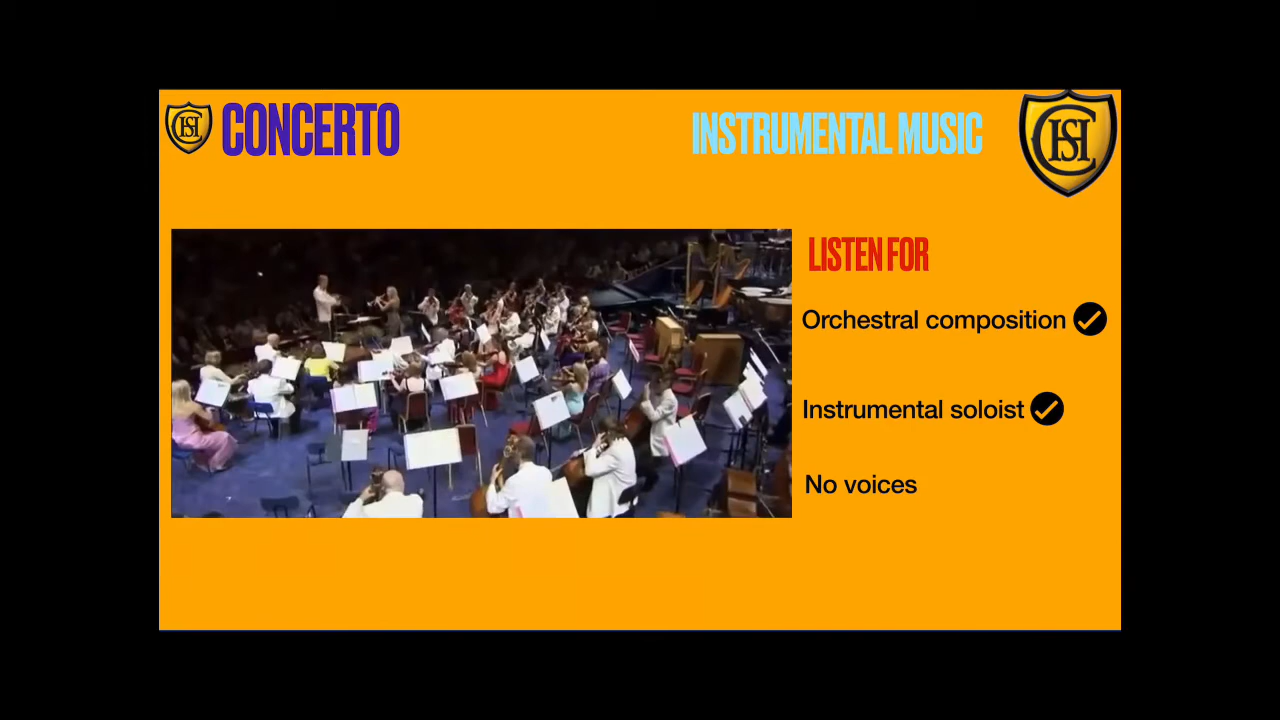 CONCERTO
INSTRUMENTAL MUSIC
LISTEN FOR
Orchestral composition
Instrumental soloist
No voices